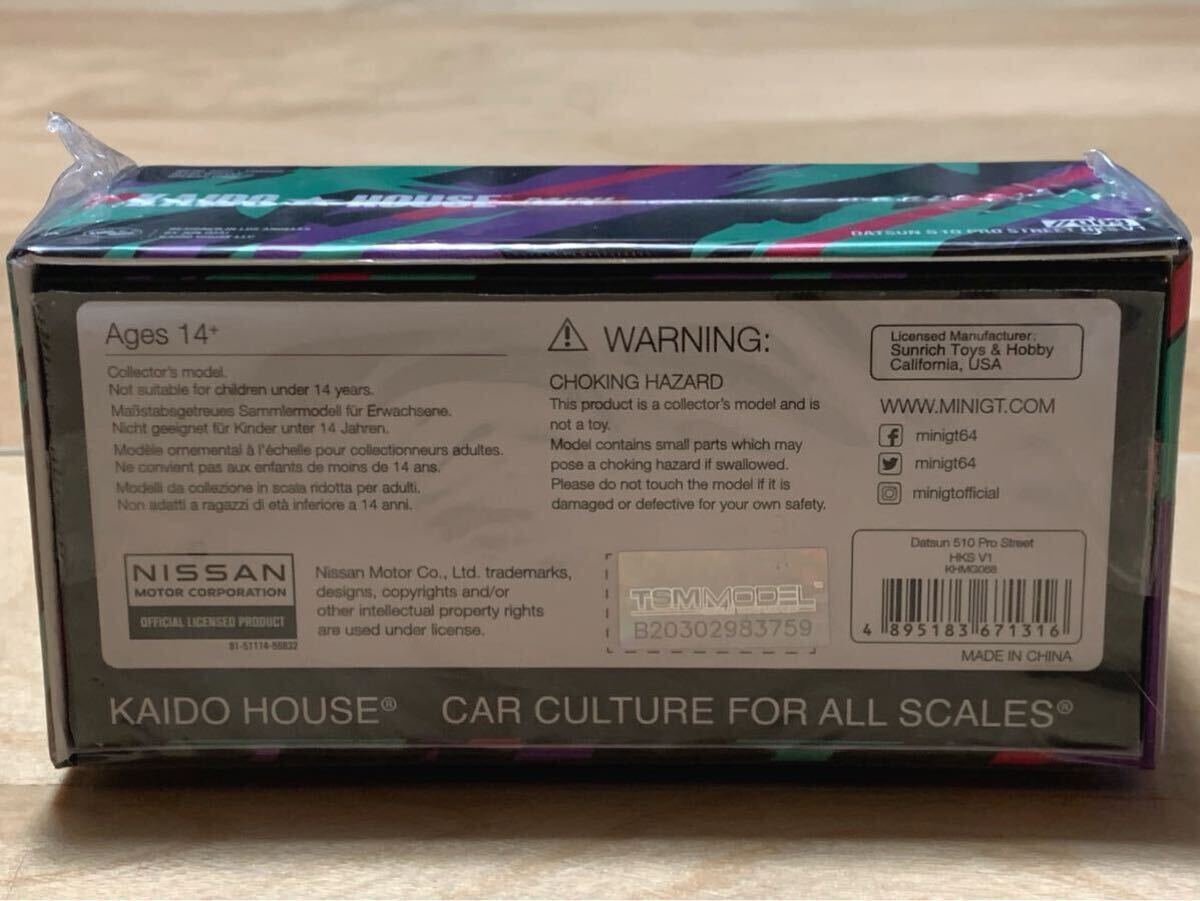 KAIDO HOUSE
KAIDO HOUSE LLC
DATSUN 510 PRO STREET
Ages 14+
Collector's model.
Not suitable for children under 14 years.
Maßstabsgetreues Sammlermodell für Erwachsene.
Nicht geeignet für Kinder unter 14 Jahren.
Modèle ornemental à l'échelle pour collectionneurs adultes.
Ne convient pas aux enfants de moins de 14 ans.
Modelli da collezione in scala ridotta per adulti.
Non adatti a ragazzi di età inferiore a 14 anni.
NISSAN
MOTOR CORPORATION
OFFICIAL LICENSED PRODUCT
Nissan Motor Co., Ltd. trademarks,
designs, copyrights and/or
other intellectual property rights
are used under license.
WARNING:
CHOKING HAZARD
This product is a collector's model and is
not a toy.
Model contains small parts which may
pose a choking hazard if swallowed.
Please do not touch the model if it is
damaged or defective for your own safety.
TSMMODEL
B20302983759
Licensed Manufacturer:
Sunrich Toys & Hobby
California, USA
WWW.MINIGT.COM
minigt64
minigt64
minigtofficial
Datsun 510 Pro Street
HKS V1
KHMG068
4 895183 671316
MADE IN CHINA
KAIDO HOUSE® CAR CULTURE FOR ALL SCALES®